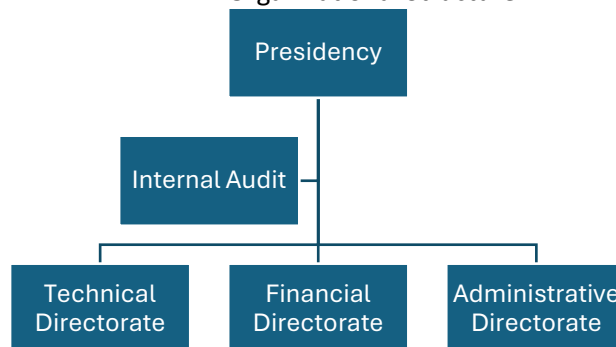 Presidency
Internal Audit
Technical
Directorate
Financial
Directorate
Administrative
Directorate